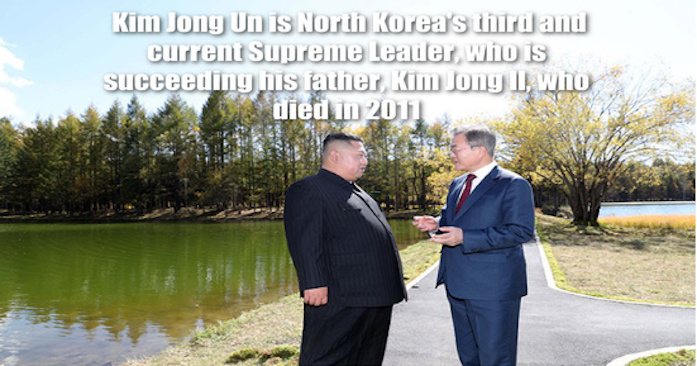 Kim Jong Un is North Korea's third and
current Supreme Leader, who is
succeeding his father, Kim Jong Il, who
died in 2011